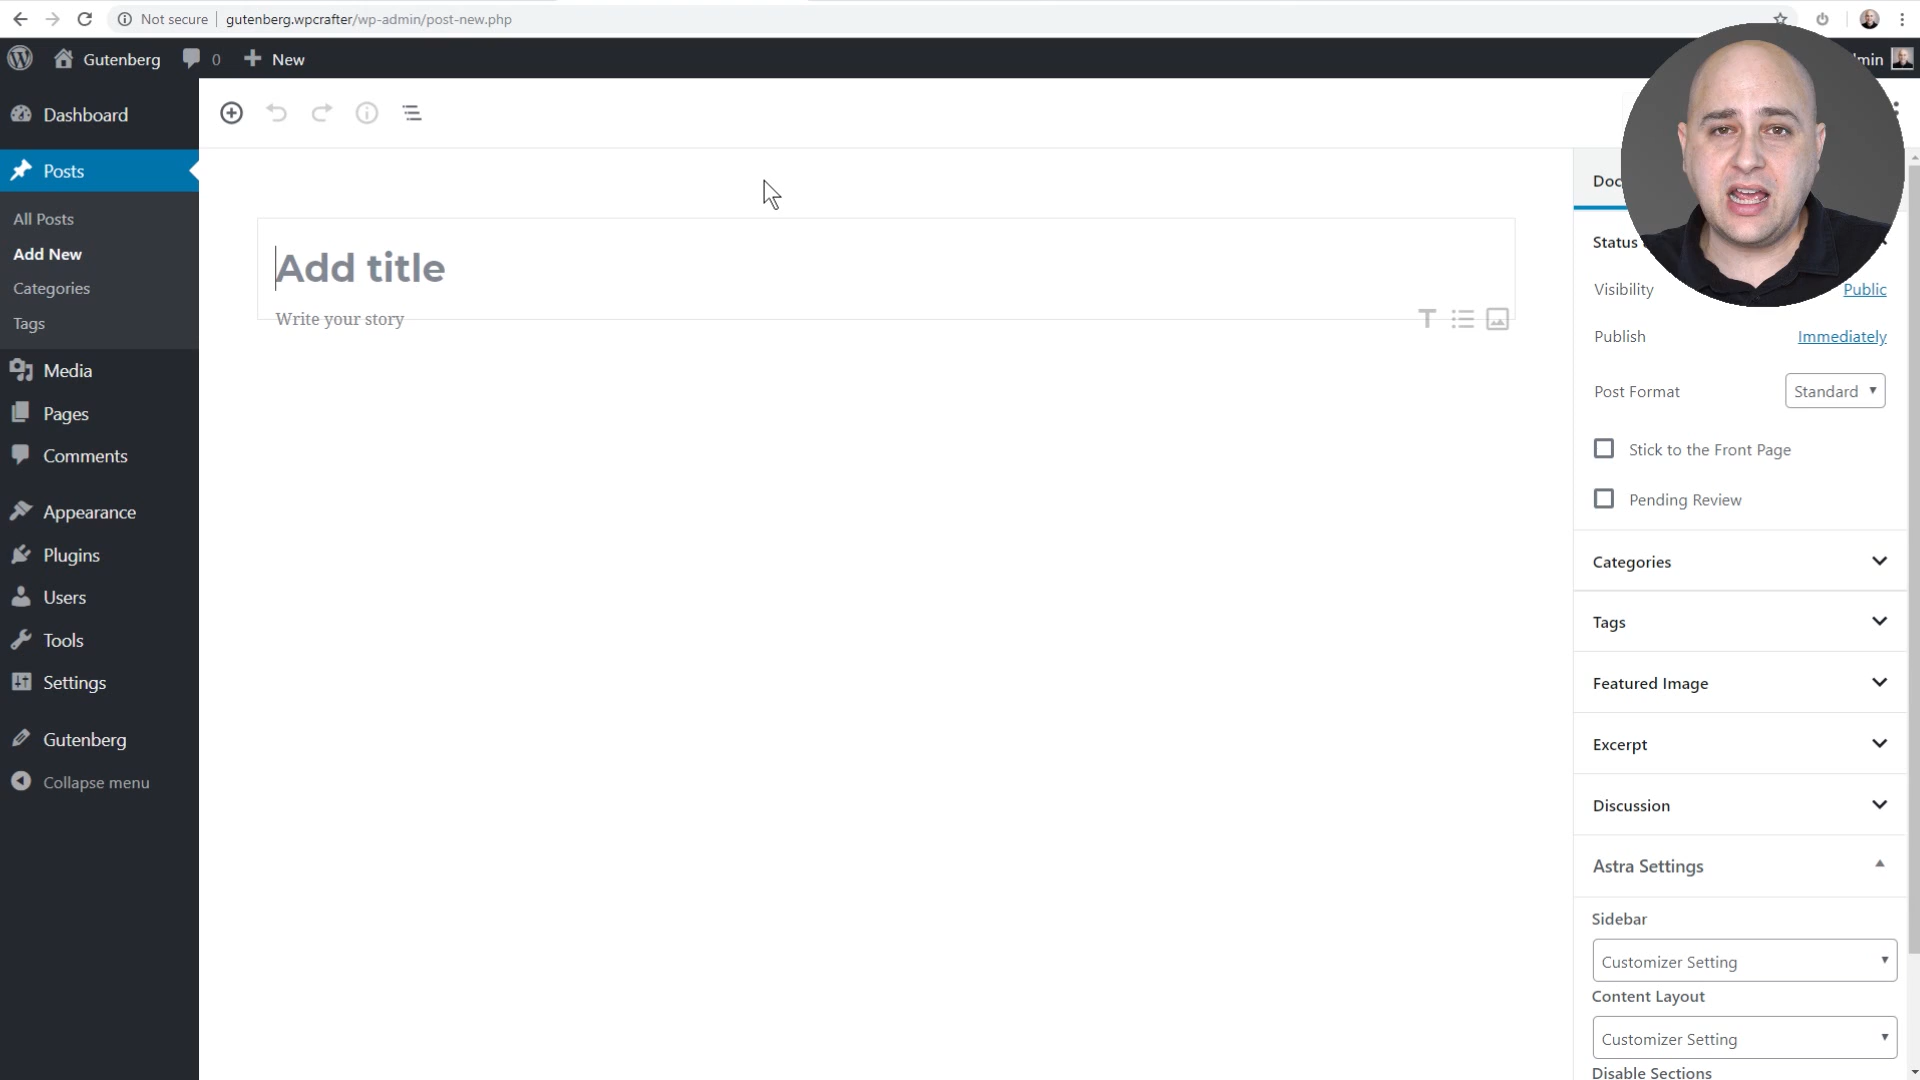 Not secure
gutenberg.wpcrafter/wp-admin/post-new.php
Gutenberg
0
New
min
Dashboard
Posts
All Posts
Add New
Categories
Tags
Media
Pages
Comments
Appearance
Plugins
Users
Tools
Settings
Gutenberg
Collapse menu
Add title
Write your story
T
Doc
Status
Visibility
Public
Publish
Immediately
Post Format
Standard
Stick to the Front Page
Pending Review
Categories
Tags
Featured Image
Excerpt
Discussion
Astra Settings
Sidebar
Customizer Setting
Content Layout
Customizer Setting
Disable Sections